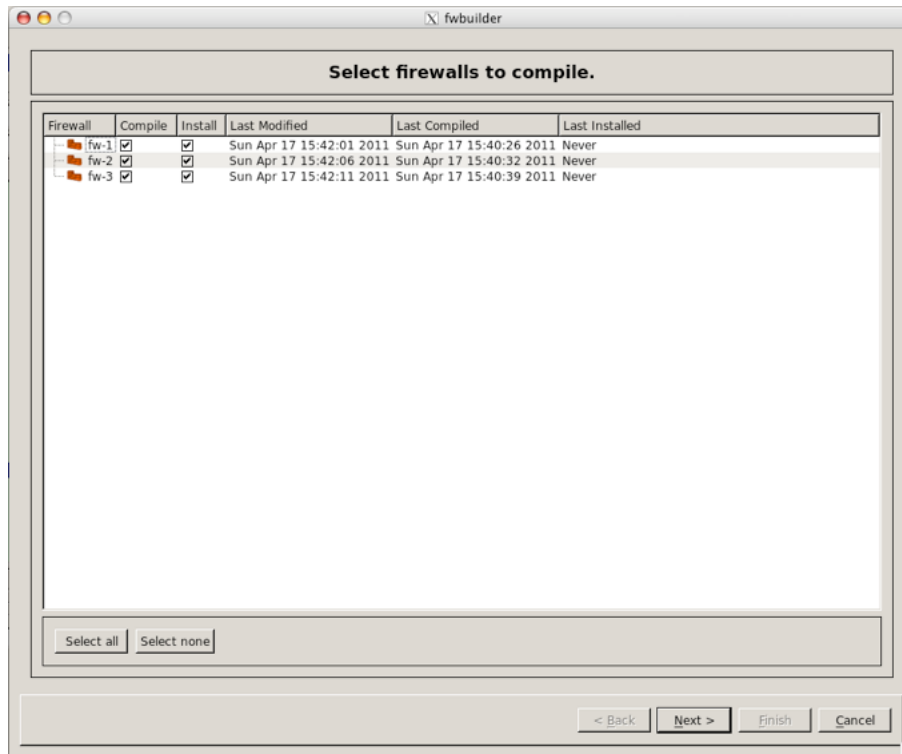 fwbuilder
Select firewalls to compile.
Firewall Compile Install Last Modified Last Compiled Last Installed
fw-1 Sun Apr 17 15:42:01 2011 Sun Apr 17 15:40:26 2011 Never
fw-2 Sun Apr 17 15:42:06 2011 Sun Apr 17 15:40:32 2011 Never
fw-3 Sun Apr 17 15:42:11 2011 Sun Apr 17 15:40:39 2011 Never
Select all Select none
< Back Next > Finish Cancel